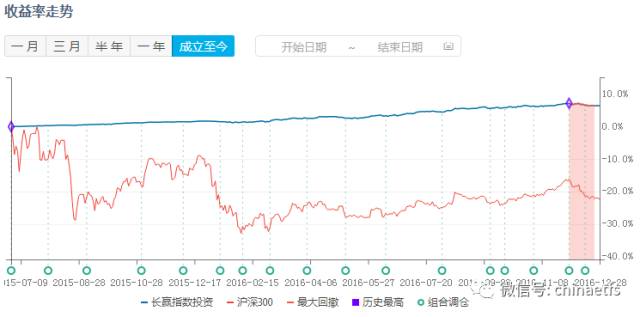 收益率走势
一月 三月 半年 一年 成立至今 开始日期 ~ 结束日期
10.0%
0.0%
-10.0%
-20.0%
-30.0%
-40.0%
15-07-09 2015-08-28 2015-10-28 2015-12-17 2016-02-15 2016-04-06 2016-05-27 2016-07-20 2016-11-08 2016-12-28
长赢指数投资 沪深300 最大回撤 历史最高 组合调仓
微信号: chinaetfs